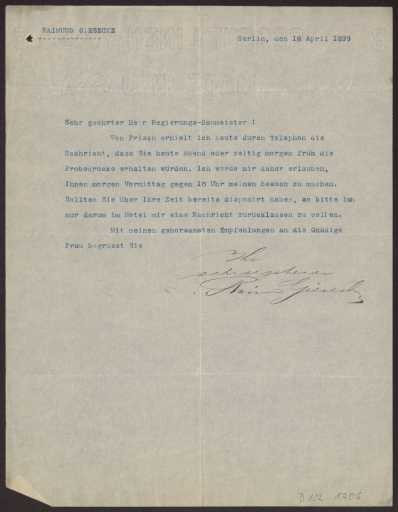 RAIMUND GIESECKE
Berlin, den 18 April 1899
Sehr geehrter Herr Regierungs-Baumeister !
Von Frisch erhielt ich heute durch Telephon die
Nachricht, dass Sie heute Abend oder zeitig morgen früh die
Probedrucke erhalten würden. Ich werde mir daher erlauben,
Ihnen morgen Vormittag gegen 10 Uhr meinen Besuch zu machen.
Sollten Sie über Ihre Zeit bereits disponirt haben, so bitte ich
nur darum im Hotel mir eine Nachricht zurücklassen zu wollen.
Mit meinen gehorsamsten Empfehlungen an die Gnädige
Frau begrüsst Sie
Ihr
sehr ergebener
Raim Giesecke